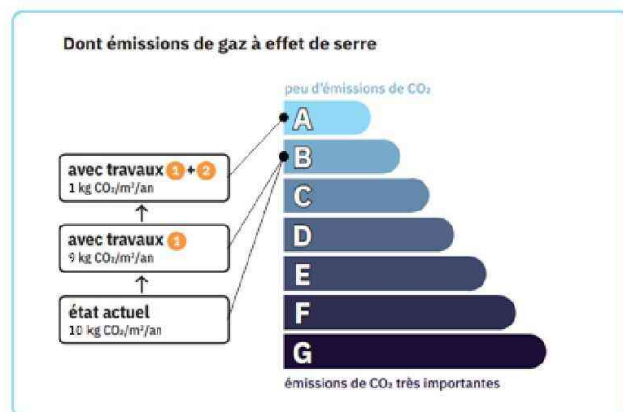 Dont émissions de gaz à effet de serre
peu d'émissions de CO₂
A
B
C
D
E
F
G
émissions de CO₂ très importantes
avec travaux 1 + 2
1 kg CO₂/m²/an
avec travaux 1
9 kg CO₂/m²/an
état actuel
10 kg CO₂/m²/an